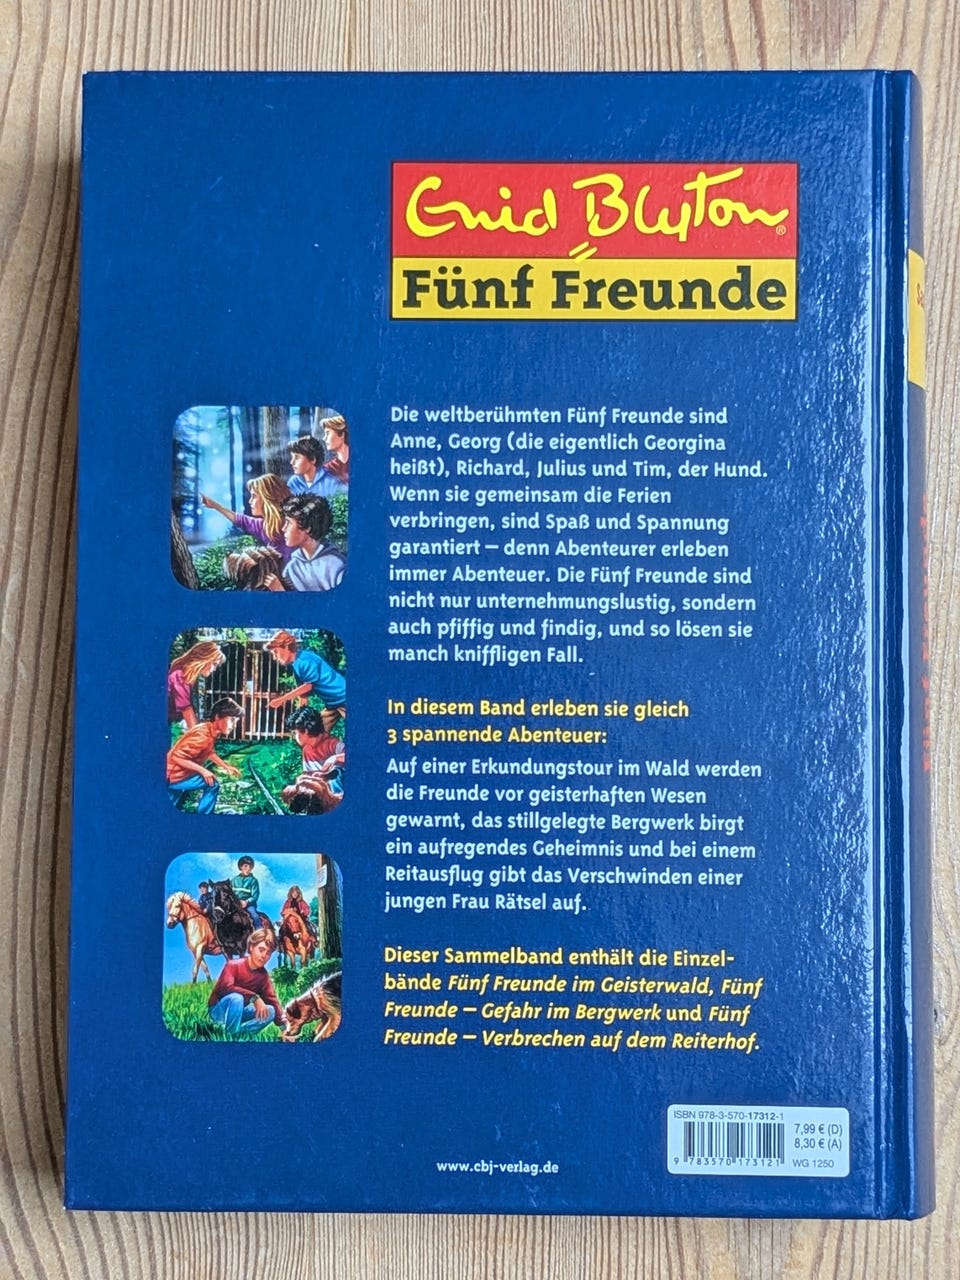 Enid Blyton®
Fünf Freunde
Die weltberühmten Fünf Freunde sind
Anne, Georg (die eigentlich Georgina
heißt), Richard, Julius und Tim, der Hund.
Wenn sie gemeinsam die Ferien
verbringen, sind Spaß und Spannung
garantiert – denn Abenteurer erleben
immer Abenteuer. Die Fünf Freunde sind
nicht nur unternehmungslustig, sondern
auch pfiffig und findig, und so lösen sie
manch kniffligen Fall.
In diesem Band erleben sie gleich
3 spannende Abenteuer:
Auf einer Erkundungstour im Wald werden
die Freunde vor geisterhaften Wesen
gewarnt, das stillgelegte Bergwerk birgt
ein aufregendes Geheimnis und bei einem
Reitausflug gibt das Verschwinden einer
jungen Frau Rätsel auf.
Dieser Sammelband enthält die Einzel-
bände Fünf Freunde im Geisterwald, Fünf
Freunde – Gefahr im Bergwerk und Fünf
Freunde – Verbrechen auf dem Reiterhof.
ISBN 978-3-570-17312-1
7,99 € (D)
8,30 € (A)
9 783570 173121
WG 1250
www.cbj-verlag.de